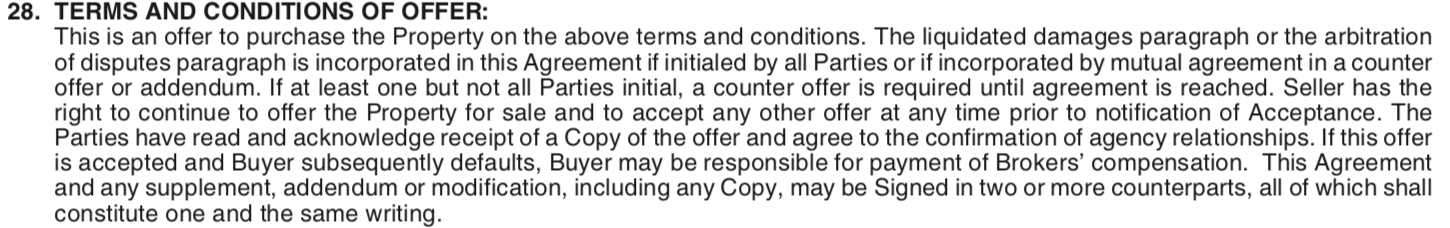 28. TERMS AND CONDITIONS OF OFFER:
This is an offer to purchase the Property on the above terms and conditions. The liquidated damages paragraph or the arbitration
of disputes paragraph is incorporated in this Agreement if initialed by all Parties or if incorporated by mutual agreement in a counter
offer or addendum. If at least one but not all Parties initial, a counter offer is required until agreement is reached. Seller has the
right to continue to offer the Property for sale and to accept any other offer at any time prior to notification of Acceptance. The
Parties have read and acknowledge receipt of a Copy of the offer and agree to the confirmation of agency relationships. If this offer
is accepted and Buyer subsequently defaults, Buyer may be responsible for payment of Brokers' compensation.  This Agreement
and any supplement, addendum or modification, including any Copy, may be Signed in two or more counterparts, all of which shall
constitute one and the same writing.